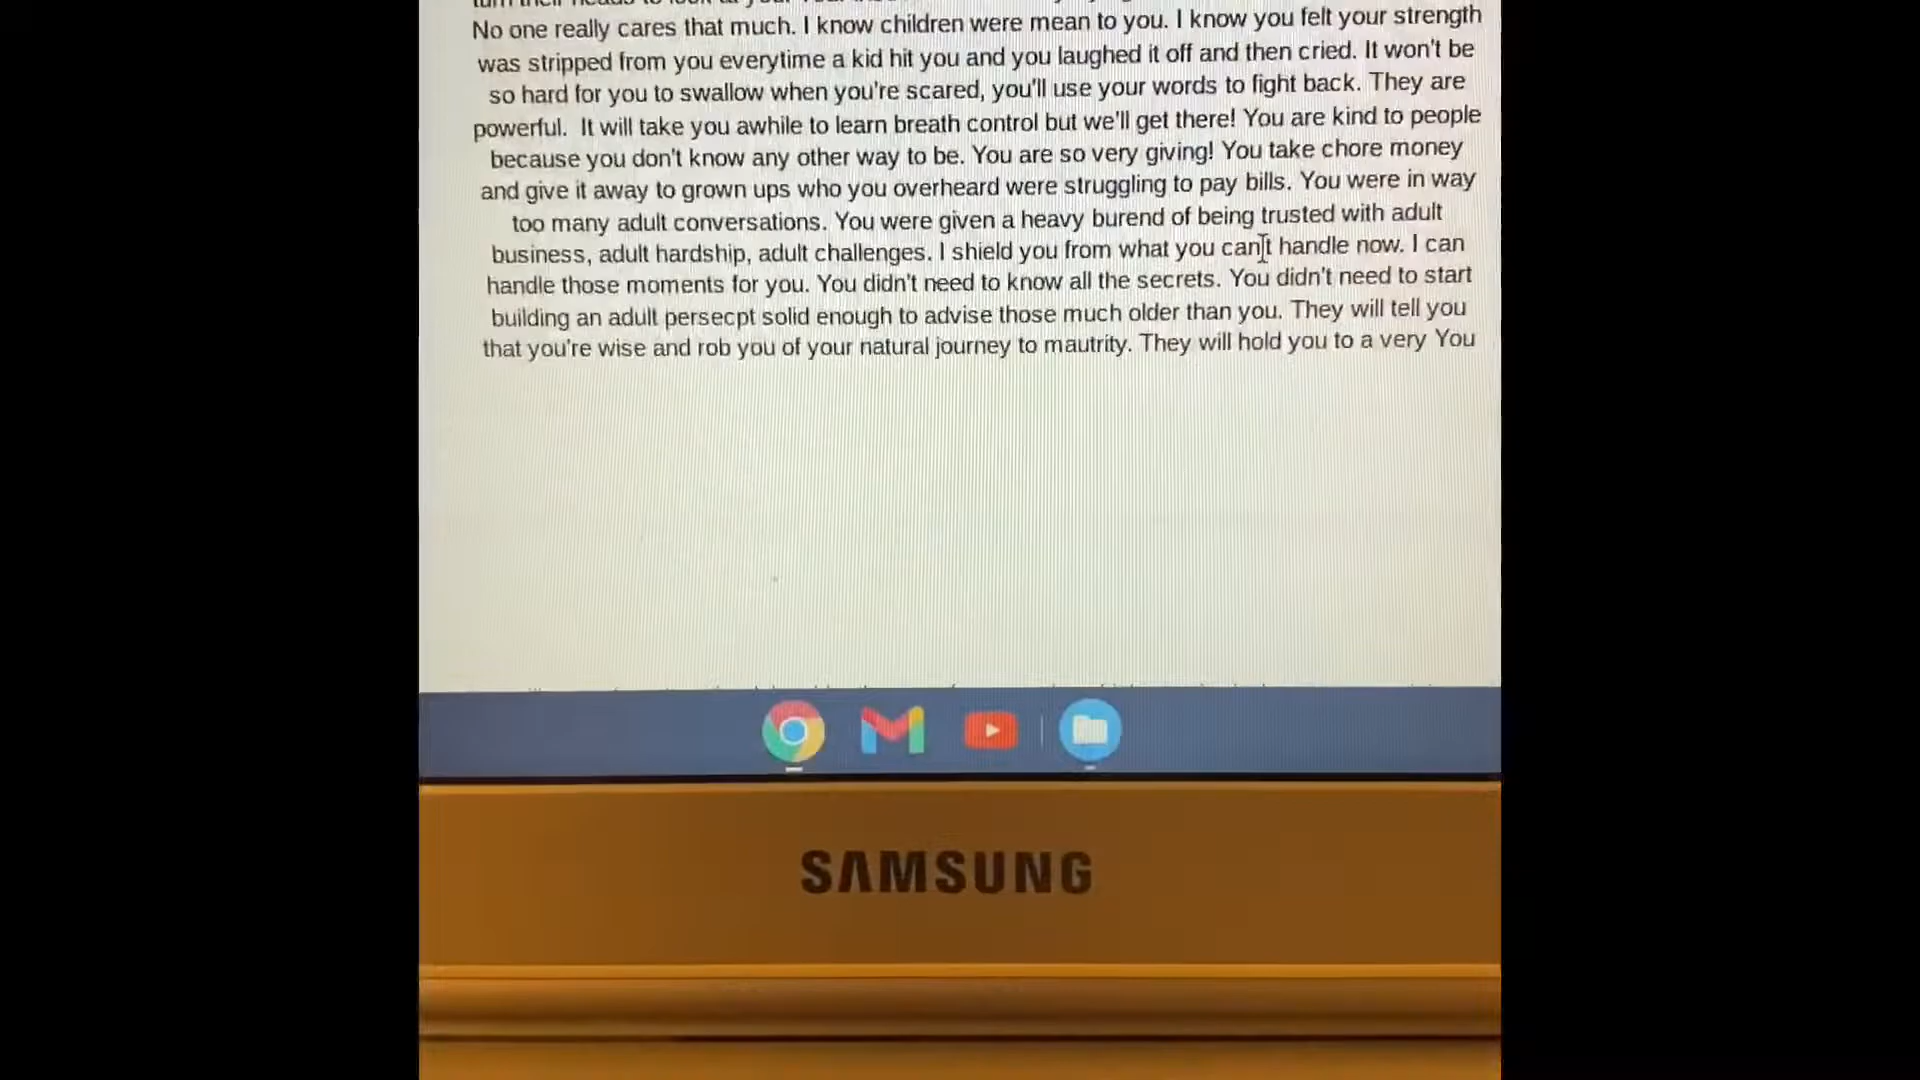 No one really cares that much. I know children were mean to you. I know you felt your strength
was stripped from you everytime a kid hit you and you laughed it off and then cried. It won't be
so hard for you to swallow when you're scared, you'll use your words to fight back. They are
powerful. It will take you awhile to learn breath control but we'll get there! You are kind to people
because you don't know any other way to be. You are so very giving! You take chore money
and give it away to grown ups who you overheard were struggling to pay bills. You were in way
too many adult conversations. You were given a heavy burend of being trusted with adult
business, adult hardship, adult challenges. I shield you from what you can't handle now. I can
handle those moments for you. You didn't need to know all the secrets. You didn't need to start
building an adult persecpt solid enough to advise those much older than you. They will tell you
that you're wise and rob you of your natural journey to mautrity. They will hold you to a very You
SAMSUNG